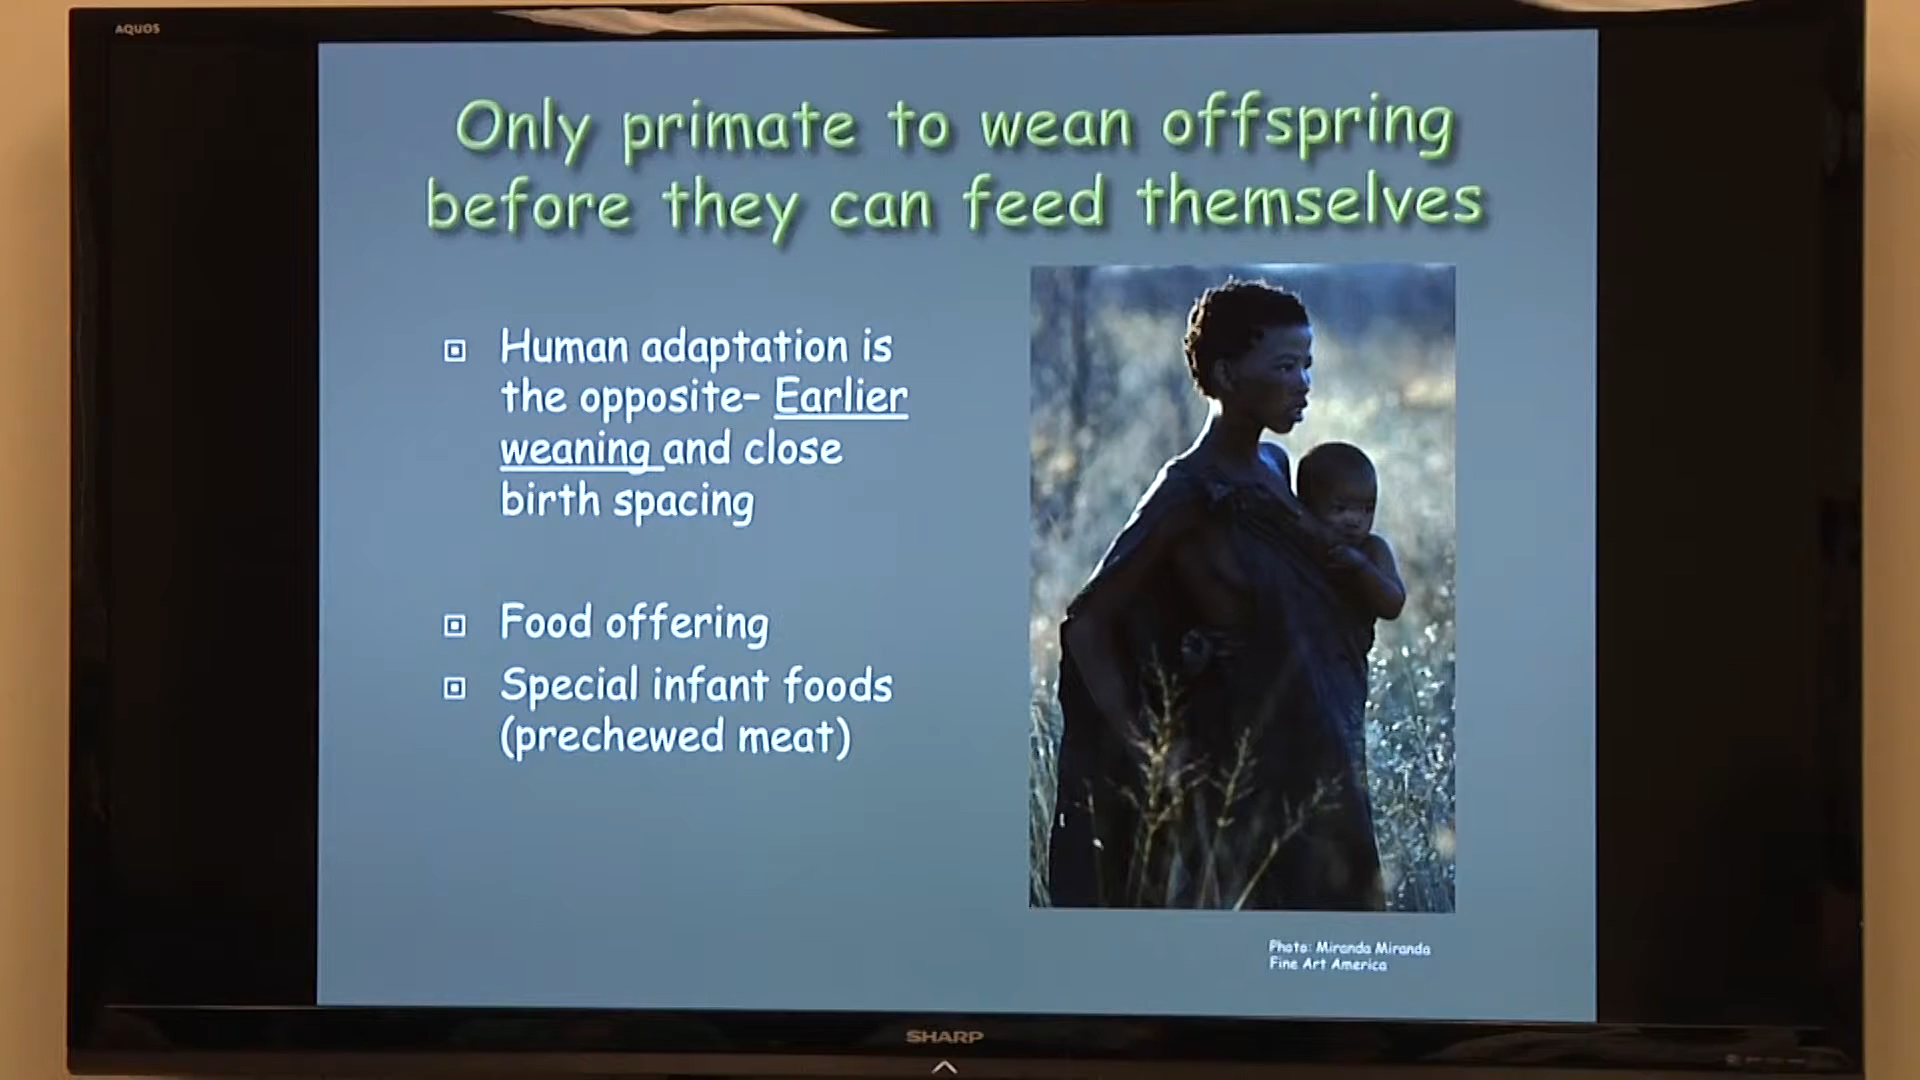 AQUOS
Only primate to wean offspring
before they can feed themselves
Human adaptation is
the opposite- Earlier
weaning and close
birth spacing
Food offering
Special infant foods
(prechewed meat)
Photo: Miranda Miranda
Fine Art America
SHARP